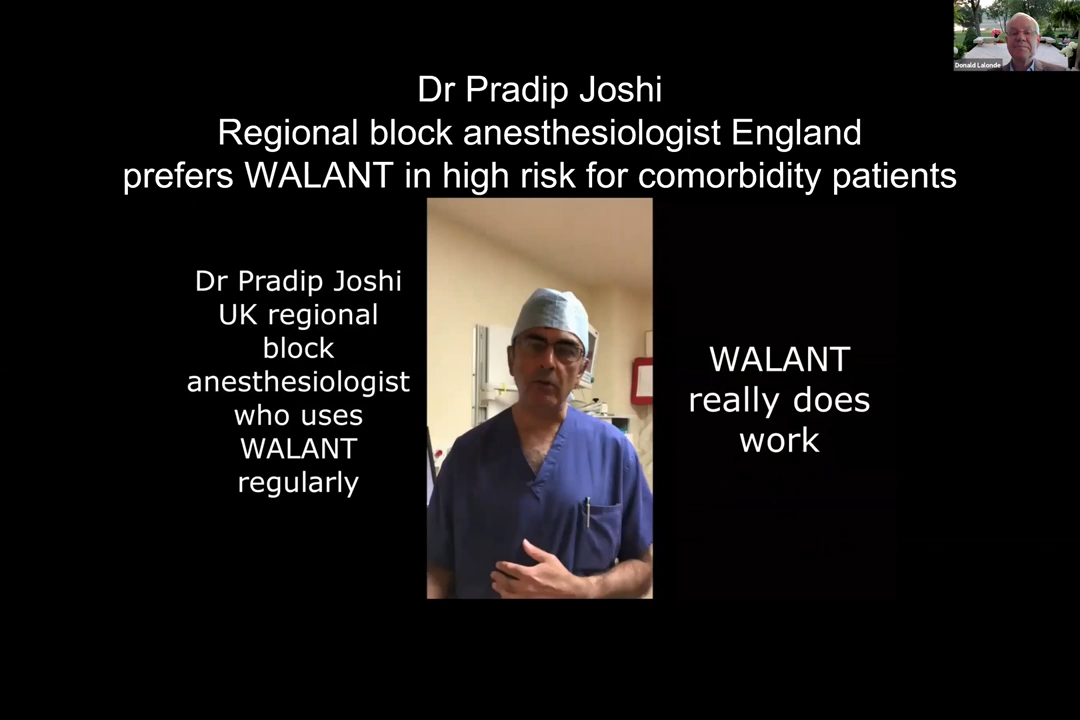 Donald Lalonde
Dr Pradip Joshi
Regional block anesthesiologist England
prefers WALANT in high risk for comorbidity patients
Dr Pradip Joshi
UK regional
block
anesthesiologist
who uses
WALANT
regularly
WALANT
really does
work